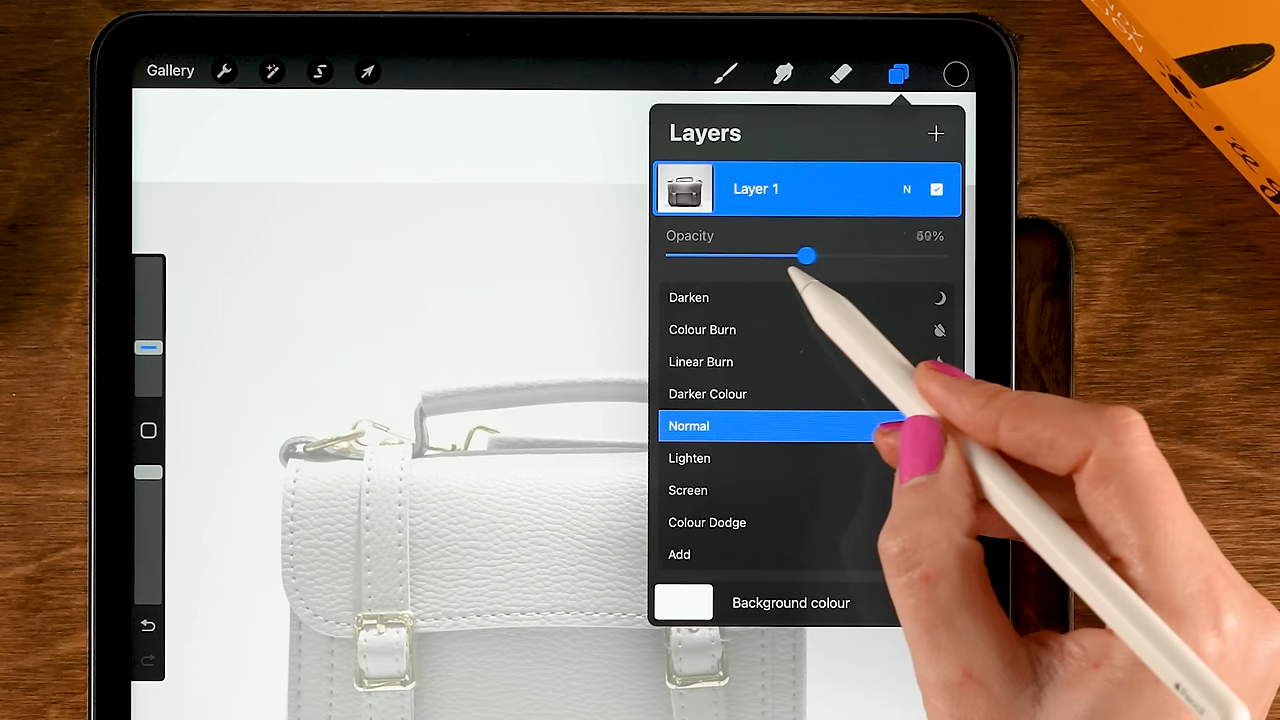 Gallery
Layers
Layer 1 N
Opacity
Darken
Colour Burn
Linear Burn
Darker Colour
Normal
Lighten
Screen
Colour Dodge
Add
Background colour